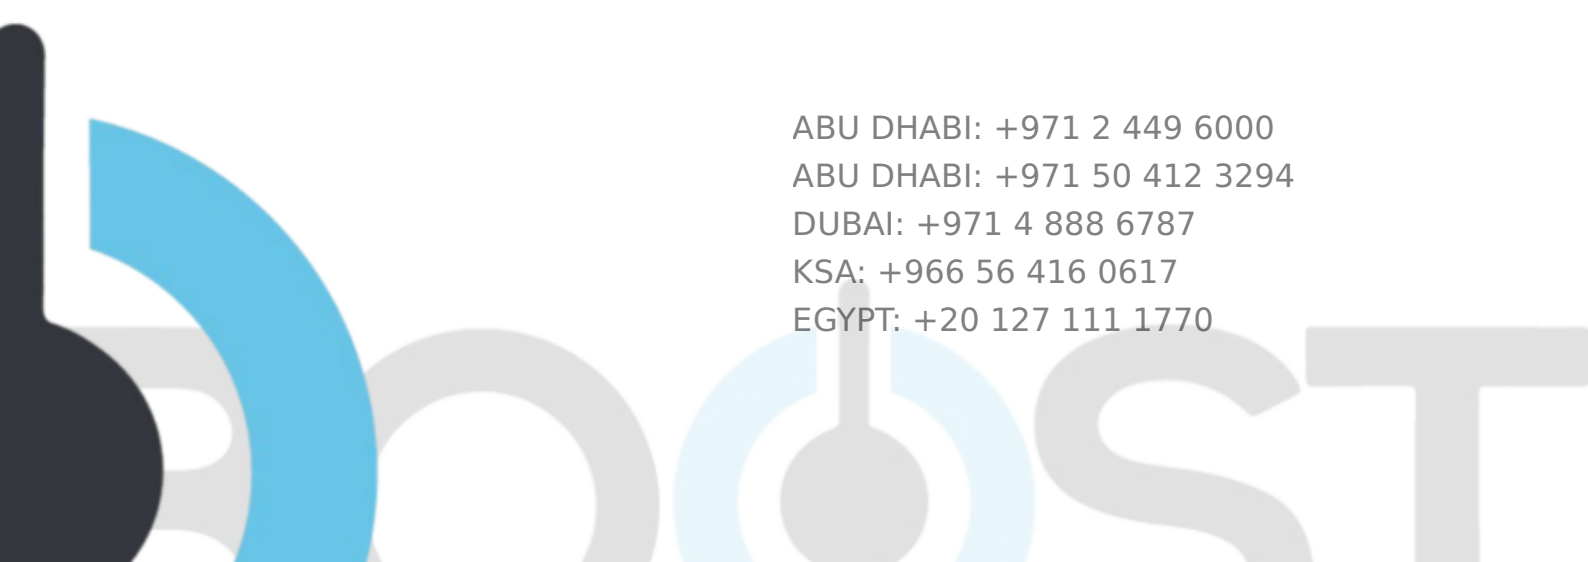 ABU DHABI: +971 2 449 6000
ABU DHABI: +971 50 412 3294
DUBAI: +971 4 888 6787
KSA: +966 56 416 0617
EGYPT: +20 127 111 1770
BOOST